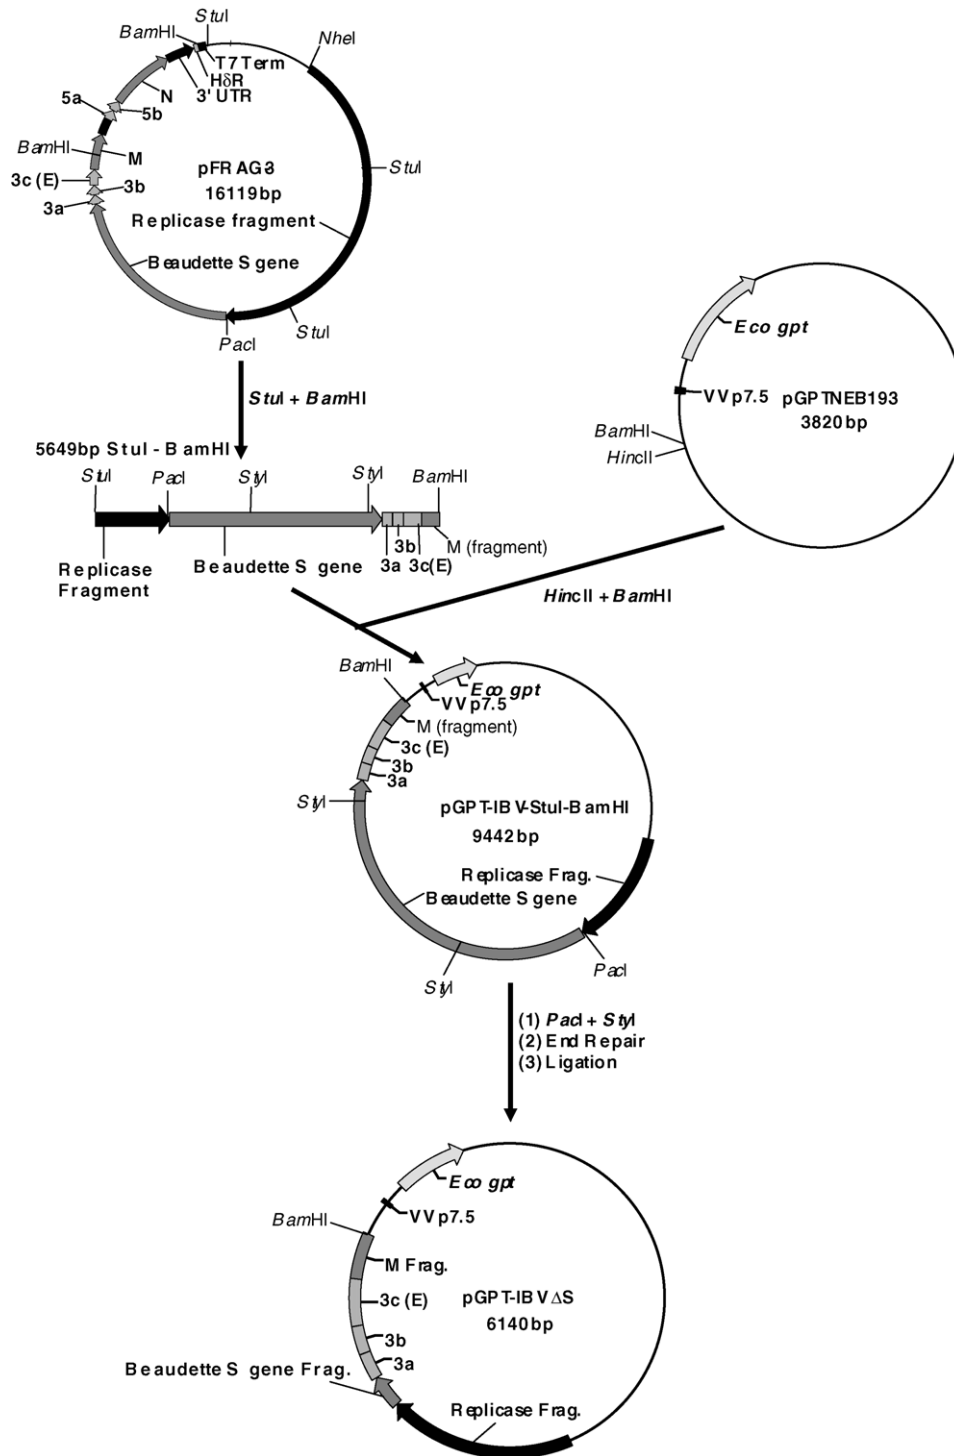 StuI
BamHI
NheI
T7 Term
HδR
3' UTR
N
5a
5b
BamHI
M
pFRAG-3
16119bp
StuI
3c (E)
3b
3a
Replicase fragment
Beaudette S gene
StuI
PacI
Eco gpt
VVp7.5
pGPTNEB193
3820bp
BamHI
HincII
StuI + BamHI
5649bp StuI - BamHI
StuI
PacI
StyI
StyI
BamHI
Replicase
Fragment
Beaudette S gene
3a
3b
3c(E)
M (fragment)
HincII + BamHI
BamHI
Eco gpt
VVp7.5
M (fragment)
3c (E)
3b
3a
StyI
pGPT-IBV-StuI-BamHI
9442bp
Replicase Frag.
Beaudette S gene
StyI
PacI
(1) PacI + StyI
(2) End Repair
(3) Ligation
Eco gpt
VVp7.5
BamHI
M Frag.
3c (E)
pGPT-IBVΔS
6140bp
3b
3a
Beaudette S gene Frag.
Replicase Frag.